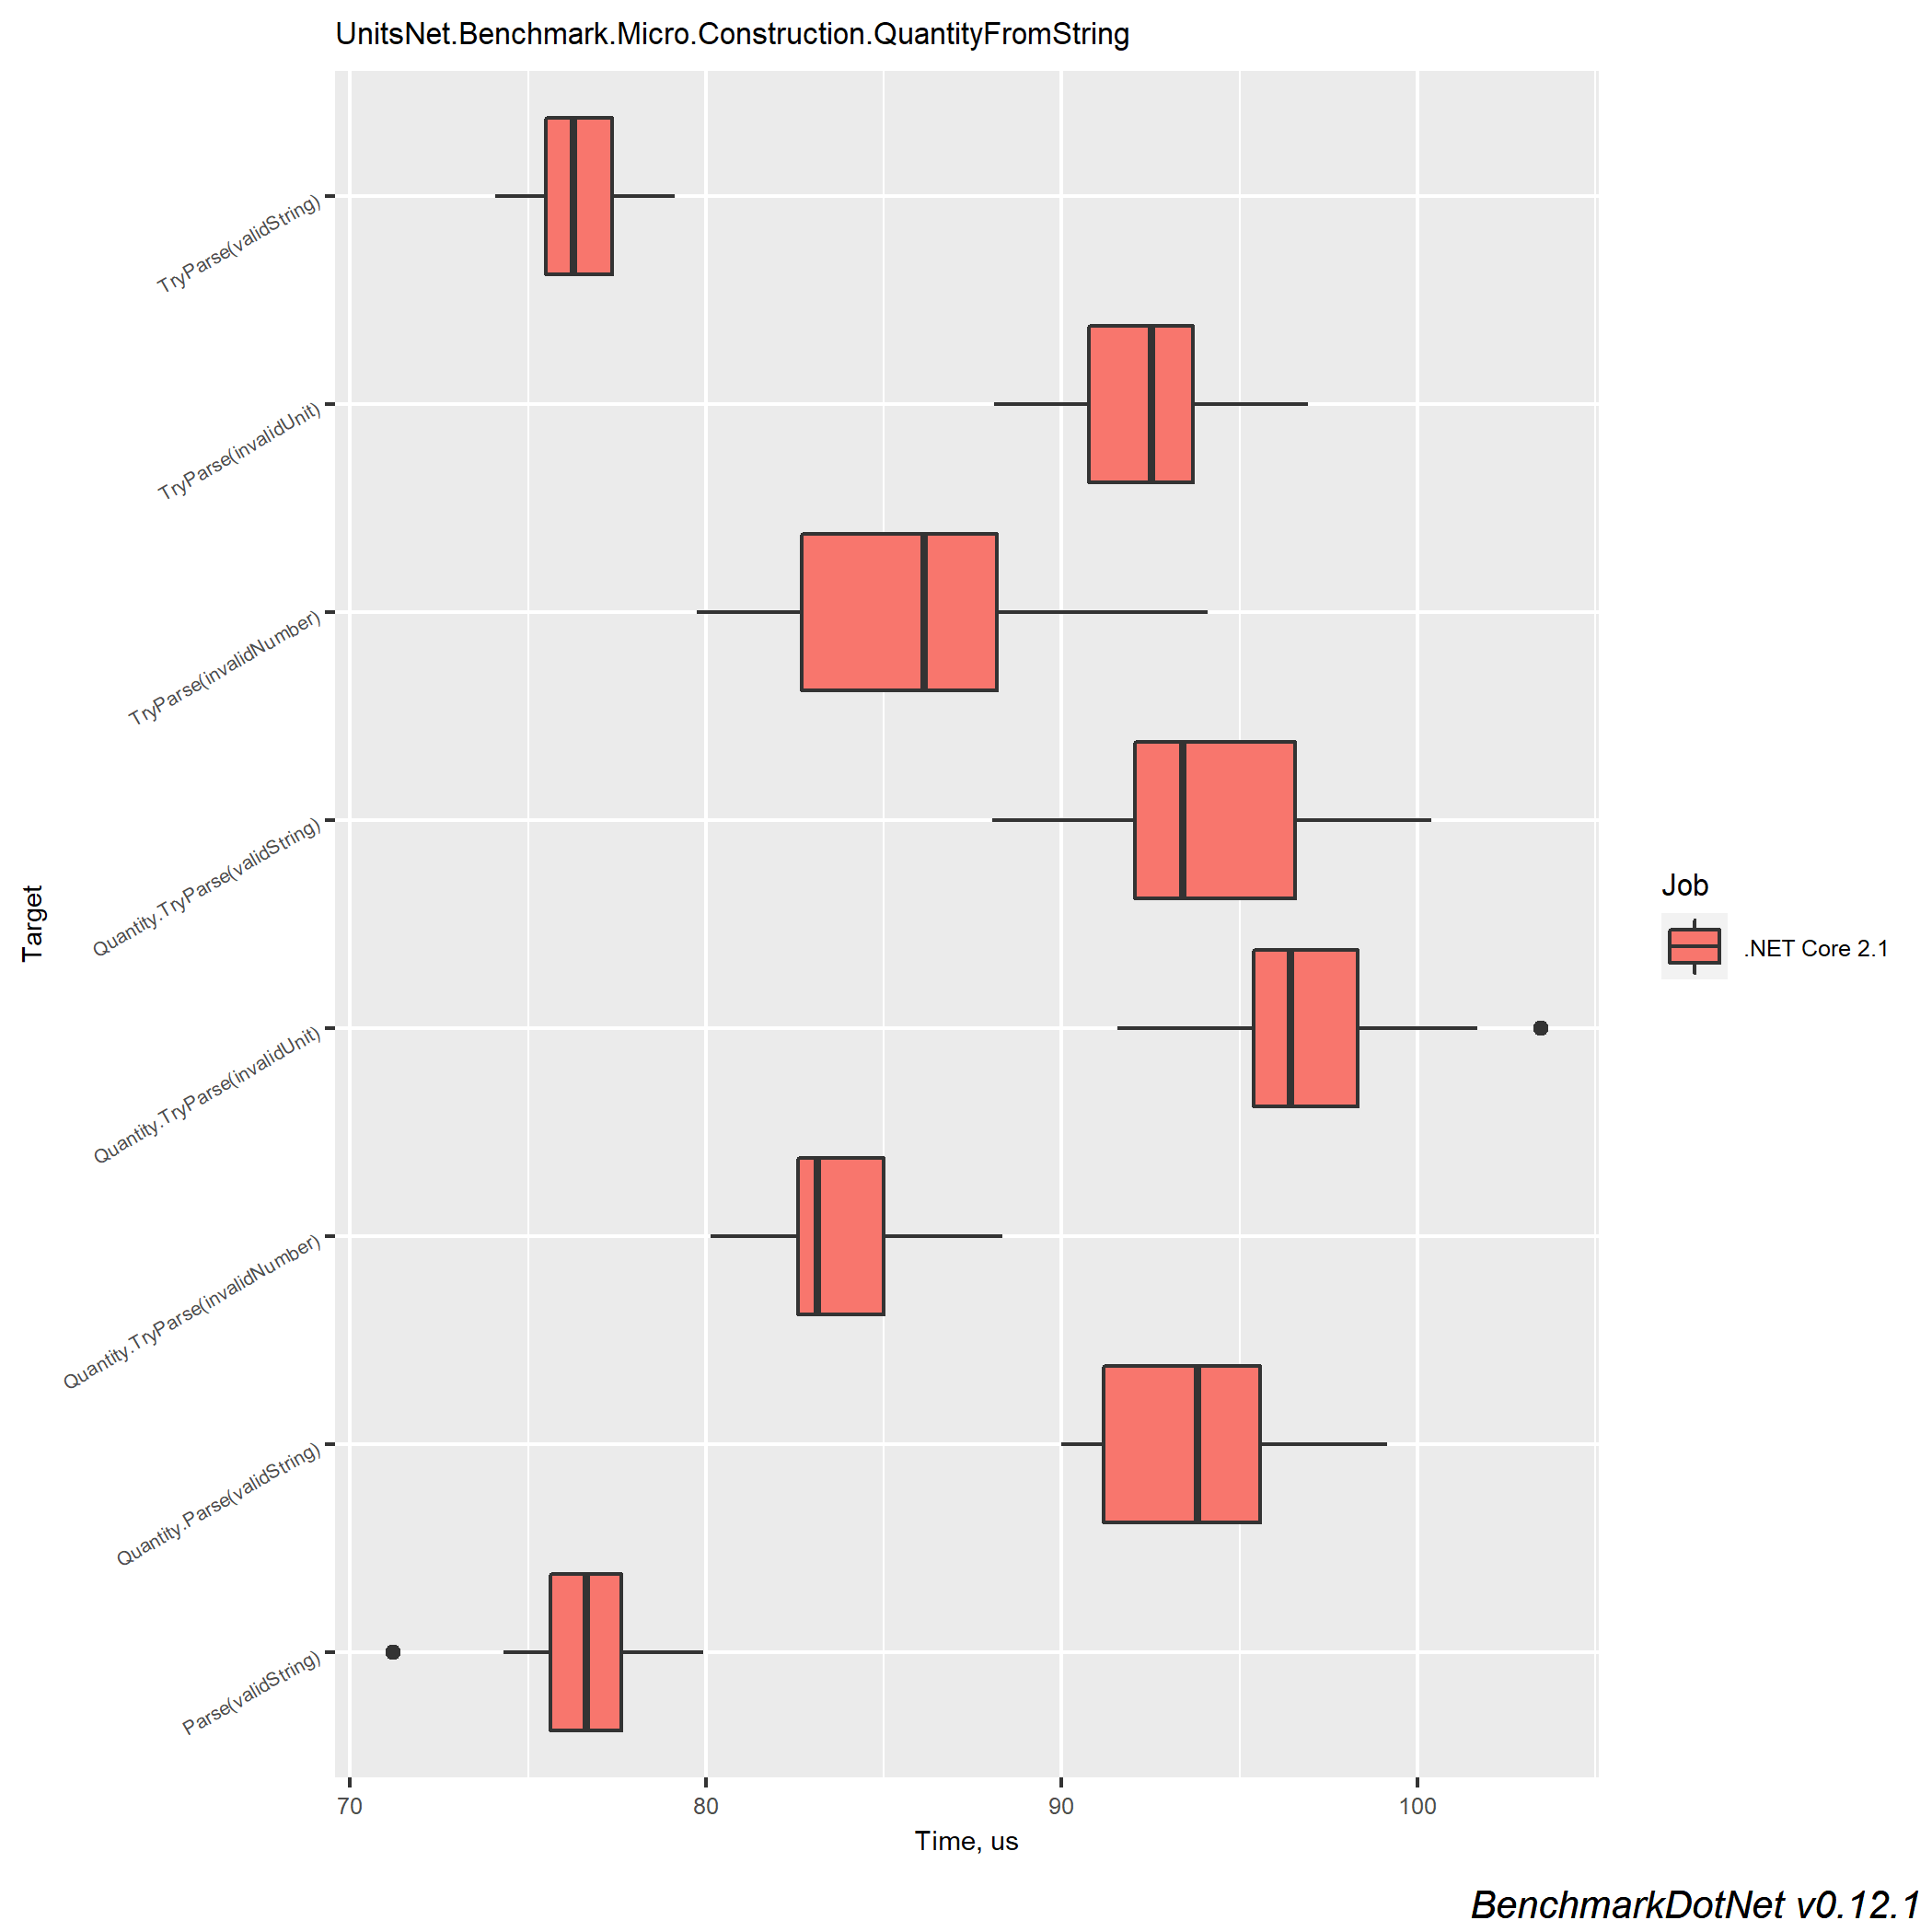 UnitsNet.Benchmark.Micro.Construction.QuantityFromString
TryParse(validString)
TryParse(invalidUnit)
TryParse(invalidNumber)
Quantity.TryParse(validString)
Quantity.TryParse(invalidUnit)
Quantity.TryParse(invalidNumber)
Quantity.Parse(validString)
Parse(validString)
Target
70 80 90 100
Time, us
Job
.NET Core 2.1
BenchmarkDotNet v0.12.1